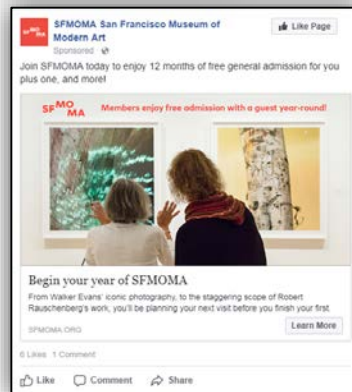 SFMOMA San Francisco Museum of
Modern Art
Like Page
Sponsored
Join SFMOMA today to enjoy 12 months of free general admission for you
plus one, and more!
SFMOMA Members enjoy free admission with a guest year-round!
Begin your year of SFMOMA
From Walker Evans' iconic photography, to the staggering scope of Robert
Rauschenberg's work, you'll be planning your next visit before you finish your first
SFMOMA.ORG
Learn More
6 Likes 1 Comment
Like Comment Share